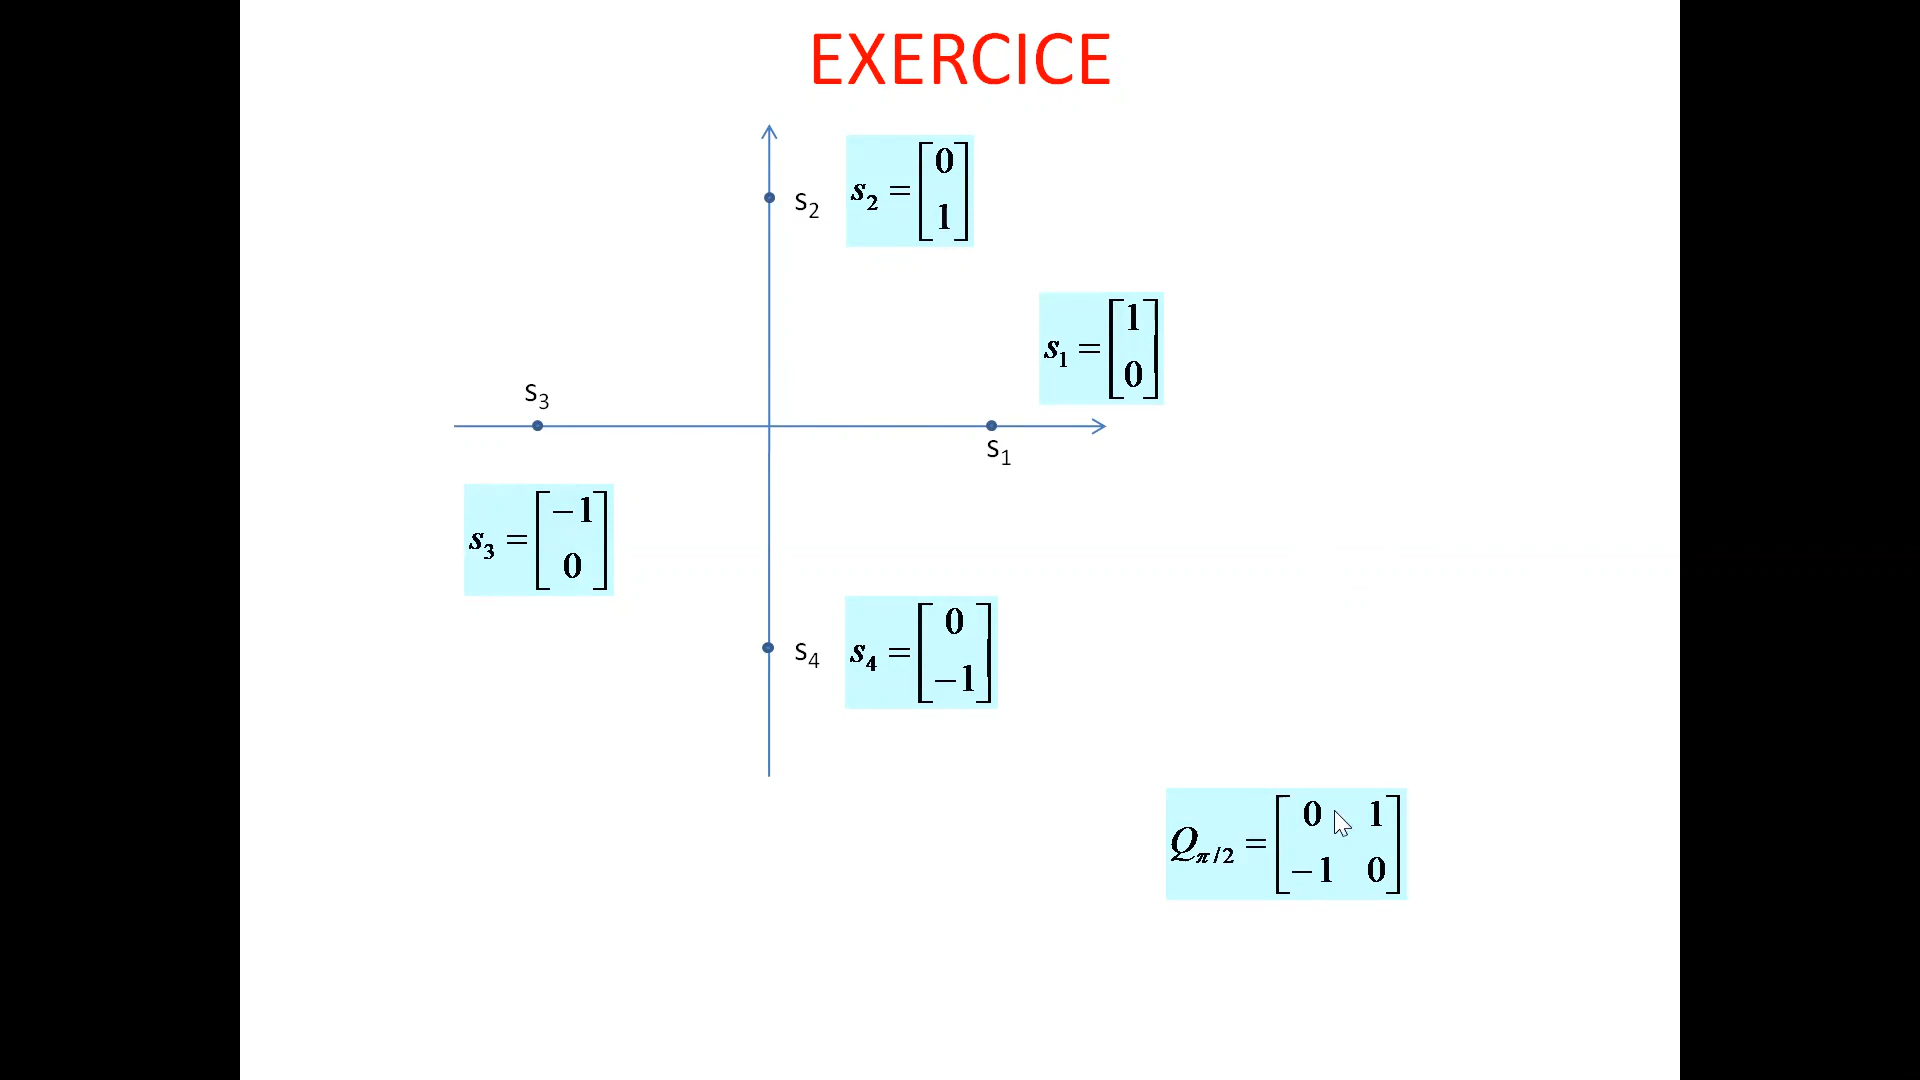 EXERCICE
s₂
s₂ = [0
1]
s₁ = [1
0]
s₃
s₁
s₃ = [−1
0]
s₄
s₄ = [0
−1]
Q_{π/2} = [0 1
−1 0]